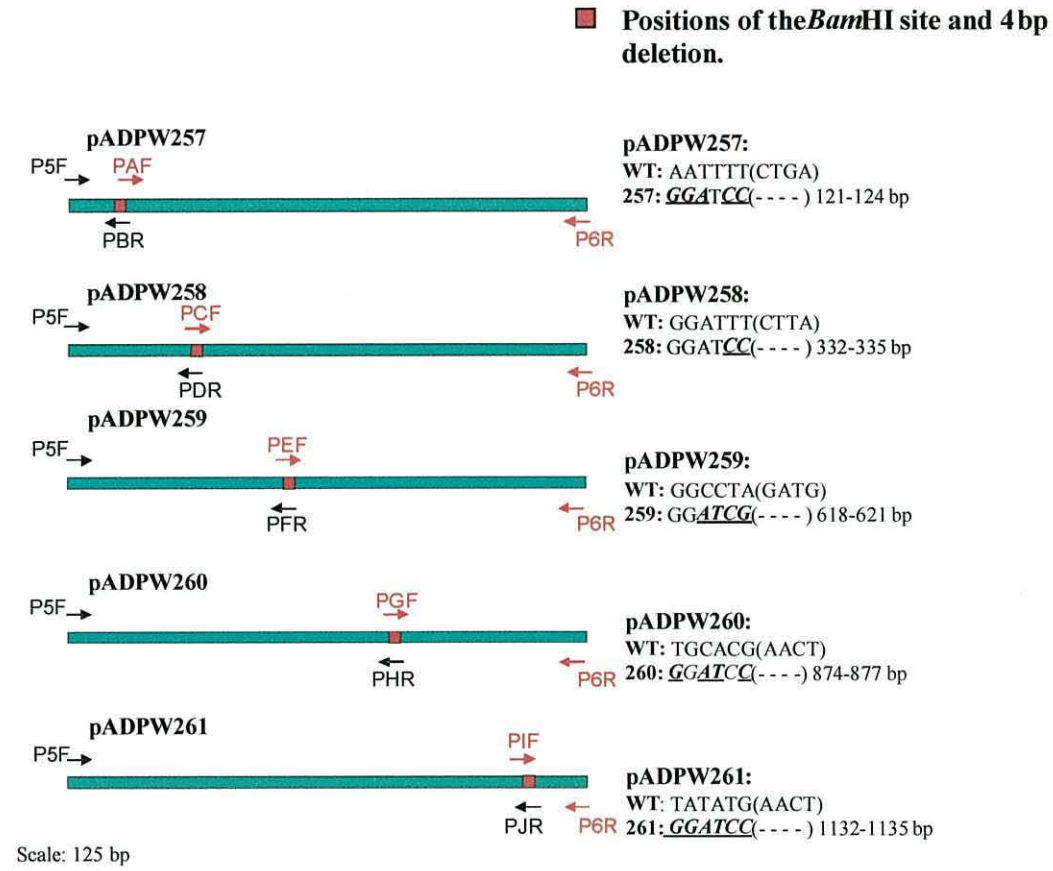 Positions of the BamHI site and 4bp
deletion.
pADPW257
P5F
PAF
PBR
P6R
pADPW257:
WT: AATTTT(CTGA)
257: GGATCC(- - - - ) 121-124 bp
pADPW258
P5F
PCF
PDR
P6R
pADPW258:
WT: GGATTT(CTTA)
258: GGATCC(- - - - ) 332-335 bp
pADPW259
P5F
PEF
PFR
P6R
pADPW259:
WT: GGCCTA(GATG)
259: GGATCG(- - - - ) 618-621 bp
pADPW260
P5F
PGF
PHR
P6R
pADPW260:
WT: TGCACG(AACT)
260: GGATCC(- - - -) 874-877 bp
pADPW261
P5F
PIF
PJR
P6R
pADPW261:
WT: TATATG(AACT)
261: GGATCC(- - - - ) 1132-1135 bp
Scale: 125 bp